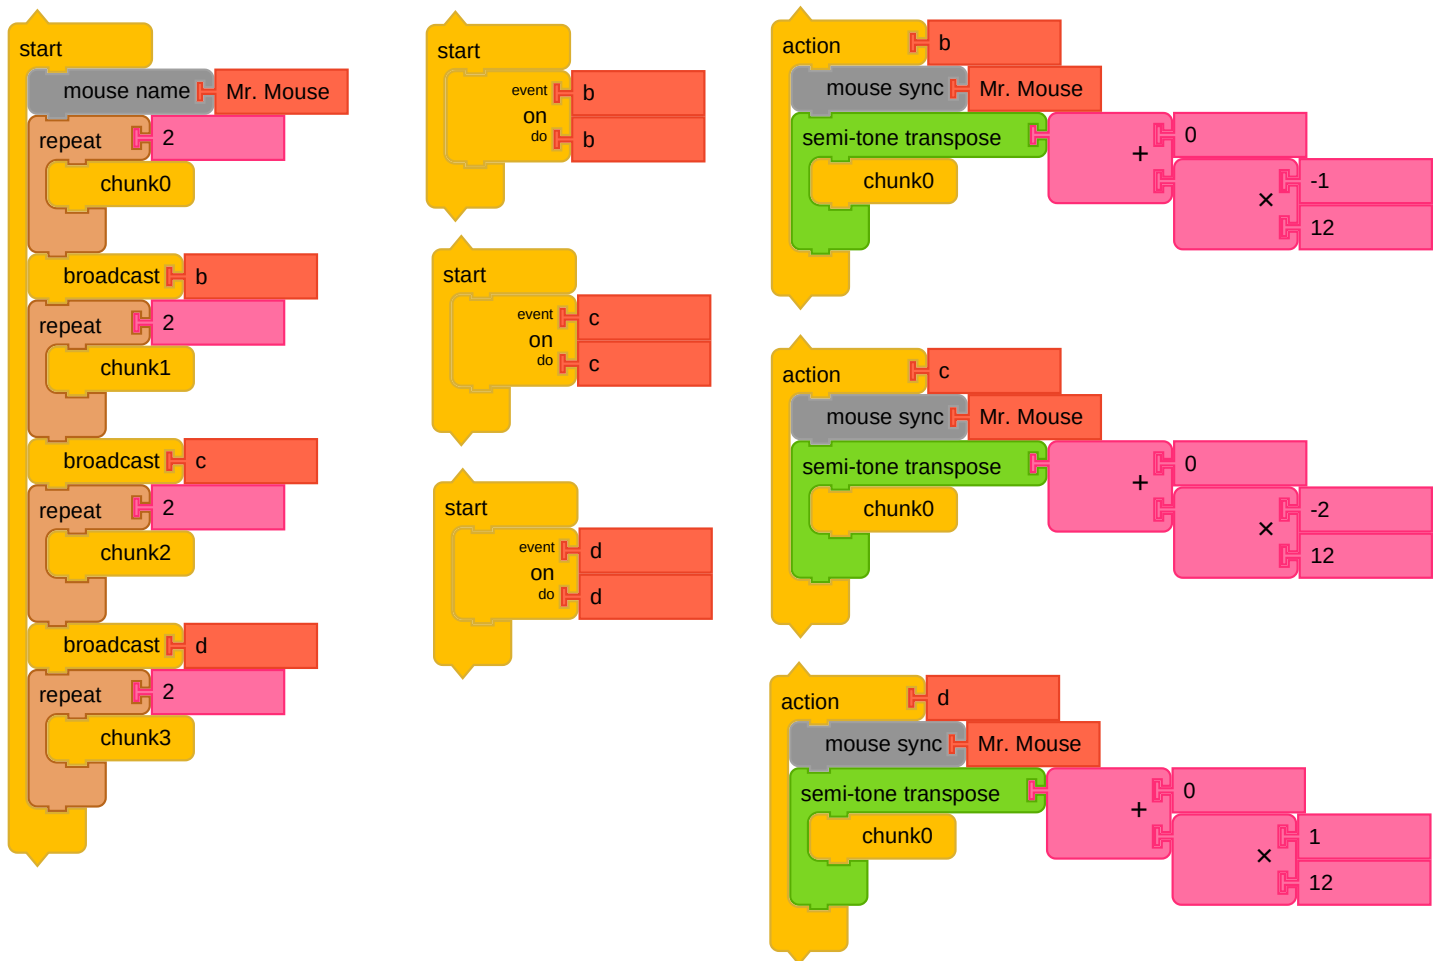 start
mouse name Mr. Mouse
repeat 2
chunk0
broadcast b
repeat 2
chunk1
broadcast c
repeat 2
chunk2
broadcast d
repeat 2
chunk3
start
event b
on
do b
start
event c
on
do c
start
event d
on
do d
action b
mouse sync Mr. Mouse
semi-tone transpose + 0
chunk0 × -1
12
action c
mouse sync Mr. Mouse
semi-tone transpose + 0
chunk0 × -2
12
action d
mouse sync Mr. Mouse
semi-tone transpose + 0
chunk0 × 1
12